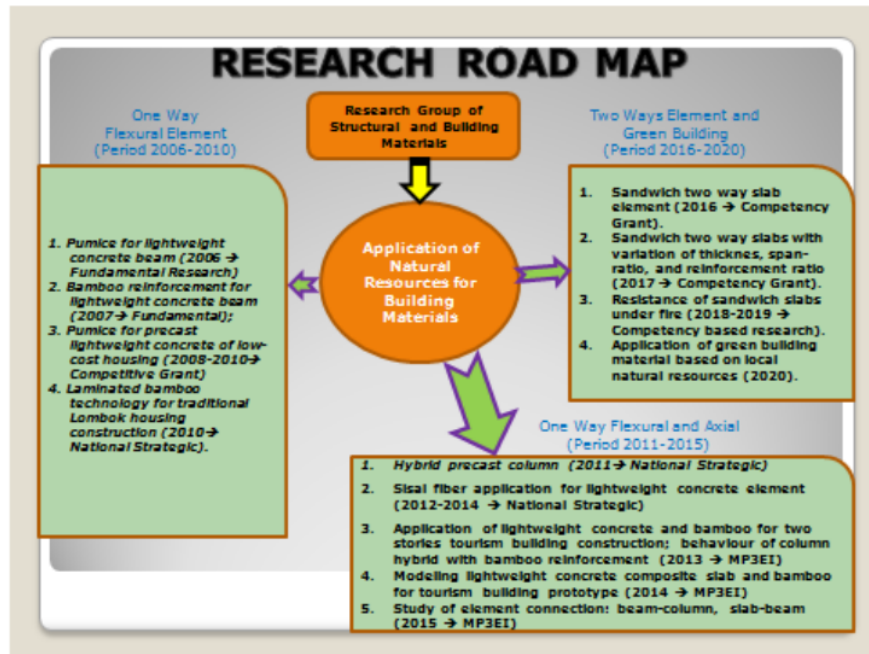 RESEARCH ROAD MAP
One Way
Flexural Element
(Period 2006-2010)
Research Group of
Structural and Building
Materials
Two Ways Element and
Green Building
(Period 2016-2020)
1. Pumice for lightweight
concrete beam (2006 →
Fundamental Research)
2. Bamboo reinforcement for
lightweight concrete beam
(2007→ Fundamental);
3. Pumice for precast
lightweight concrete of low-
cost housing (2008-2010→
Competitive Grant)
4. Laminated bamboo
technology for traditional
Lombok housing
construction (2010→
National Strategic).
Application of
Natural
Resources for
Building
Materials
1. Sandwich two way slab
element (2016 → Competency
Grant).
2. Sandwich two way slabs with
variation of thicknes, span-
ratio, and reinforcement ratio
(2017 → Competency Grant).
3. Resistance of sandwich slabs
under fire (2018-2019 →
Competency based research).
4. Application of green building
material based on local
natural resources (2020).
One Way Flexural and Axial
(Period 2011-2015)
1. Hybrid precast column (2011→ National Strategic)
2. Sisal fiber application for lightweight concrete element
(2012-2014 → National Strategic)
3. Application of lightweight concrete and bamboo for two
stories tourism building construction; behaviour of column
hybrid with bamboo reinforcement (2013 → MP3EI)
4. Modeling lightweight concrete composite slab and bamboo
for tourism building prototype (2014 → MP3EI)
5. Study of element connection: beam-column, slab-beam
(2015 → MP3EI)